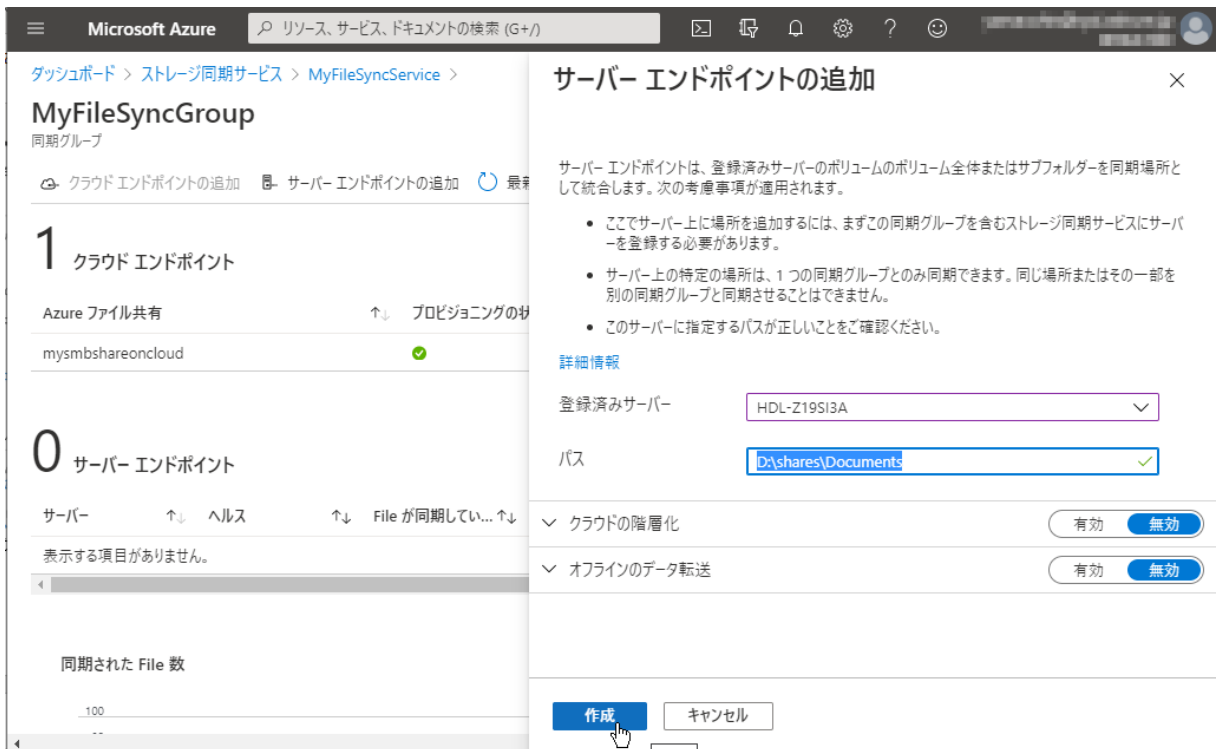 Microsoft Azure
リソース、サービス、ドキュメントの検索 (G+/)
ダッシュボード > ストレージ同期サービス > MyFileSyncService >
MyFileSyncGroup
同期グループ
クラウド エンドポイントの追加 サーバー エンドポイントの追加 最新
1 クラウド エンドポイント
Azure ファイル共有 ↑↓ プロビジョニングの状
mysmbshareoncloud
0 サーバー エンドポイント
サーバー ↑↓ ヘルス ↑↓ File が同期してい... ↑↓
表示する項目がありません。
同期された File 数
100
サーバー エンドポイントの追加
サーバー エンドポイントは、登録済みサーバーのボリュームのボリューム全体またはサブフォルダーを同期場所と
して統合します。次の考慮事項が適用されます。
• ここでサーバー上に場所を追加するには、まずこの同期グループを含むストレージ同期サービスにサーバ
ーを登録する必要があります。
• サーバー上の特定の場所は、1 つの同期グループとのみ同期できます。同じ場所またはその一部を
別の同期グループと同期させることはできません。
• このサーバーに指定するパスが正しいことをご確認ください。
詳細情報
登録済みサーバー HDL-Z19SI3A
パス D:\shares\Documents
クラウドの階層化 有効 無効
オフラインのデータ転送 有効 無効
作成 キャンセル